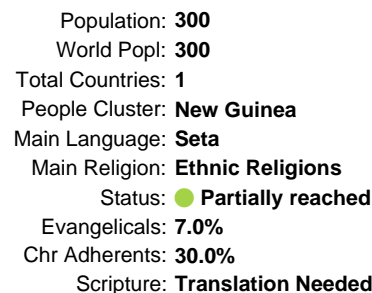 Population: 300
World Popl: 300
Total Countries: 1
People Cluster: New Guinea
Main Language: Seta
Main Religion: Ethnic Religions
Status: Partially reached
Evangelicals: 7.0%
Chr Adherents: 30.0%
Scripture: Translation Needed